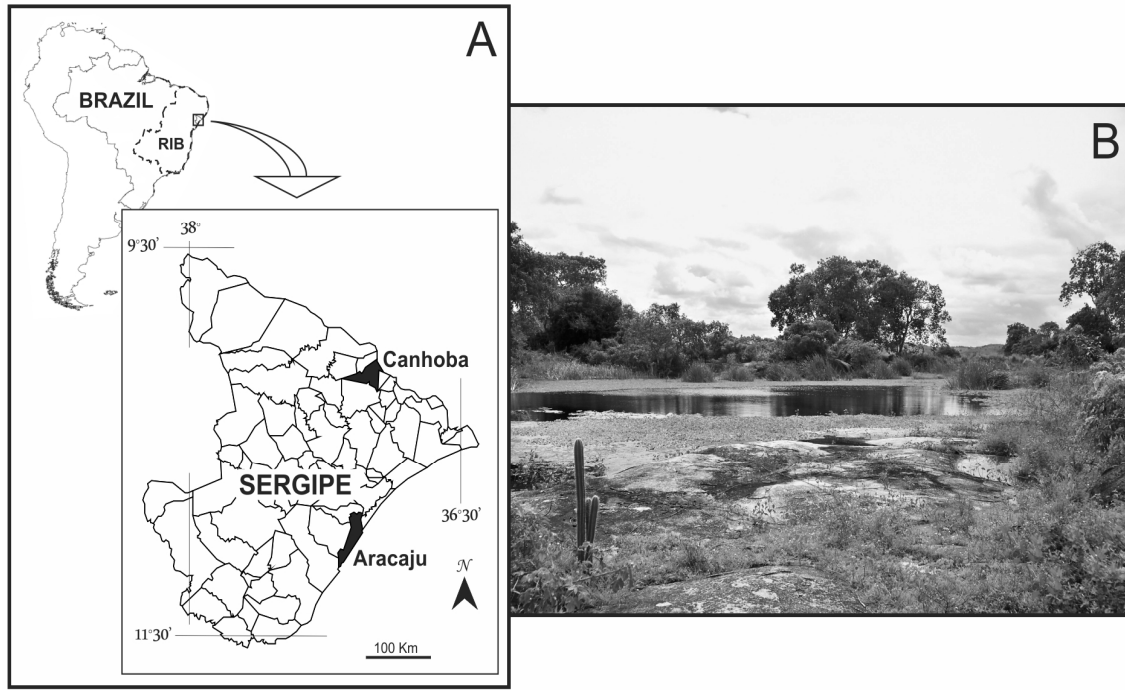 A
BRAZIL
RIB
38°
9°30'
Canhoba
SERGIPE
36°30'
Aracaju
N
11°30'
100 Km
B